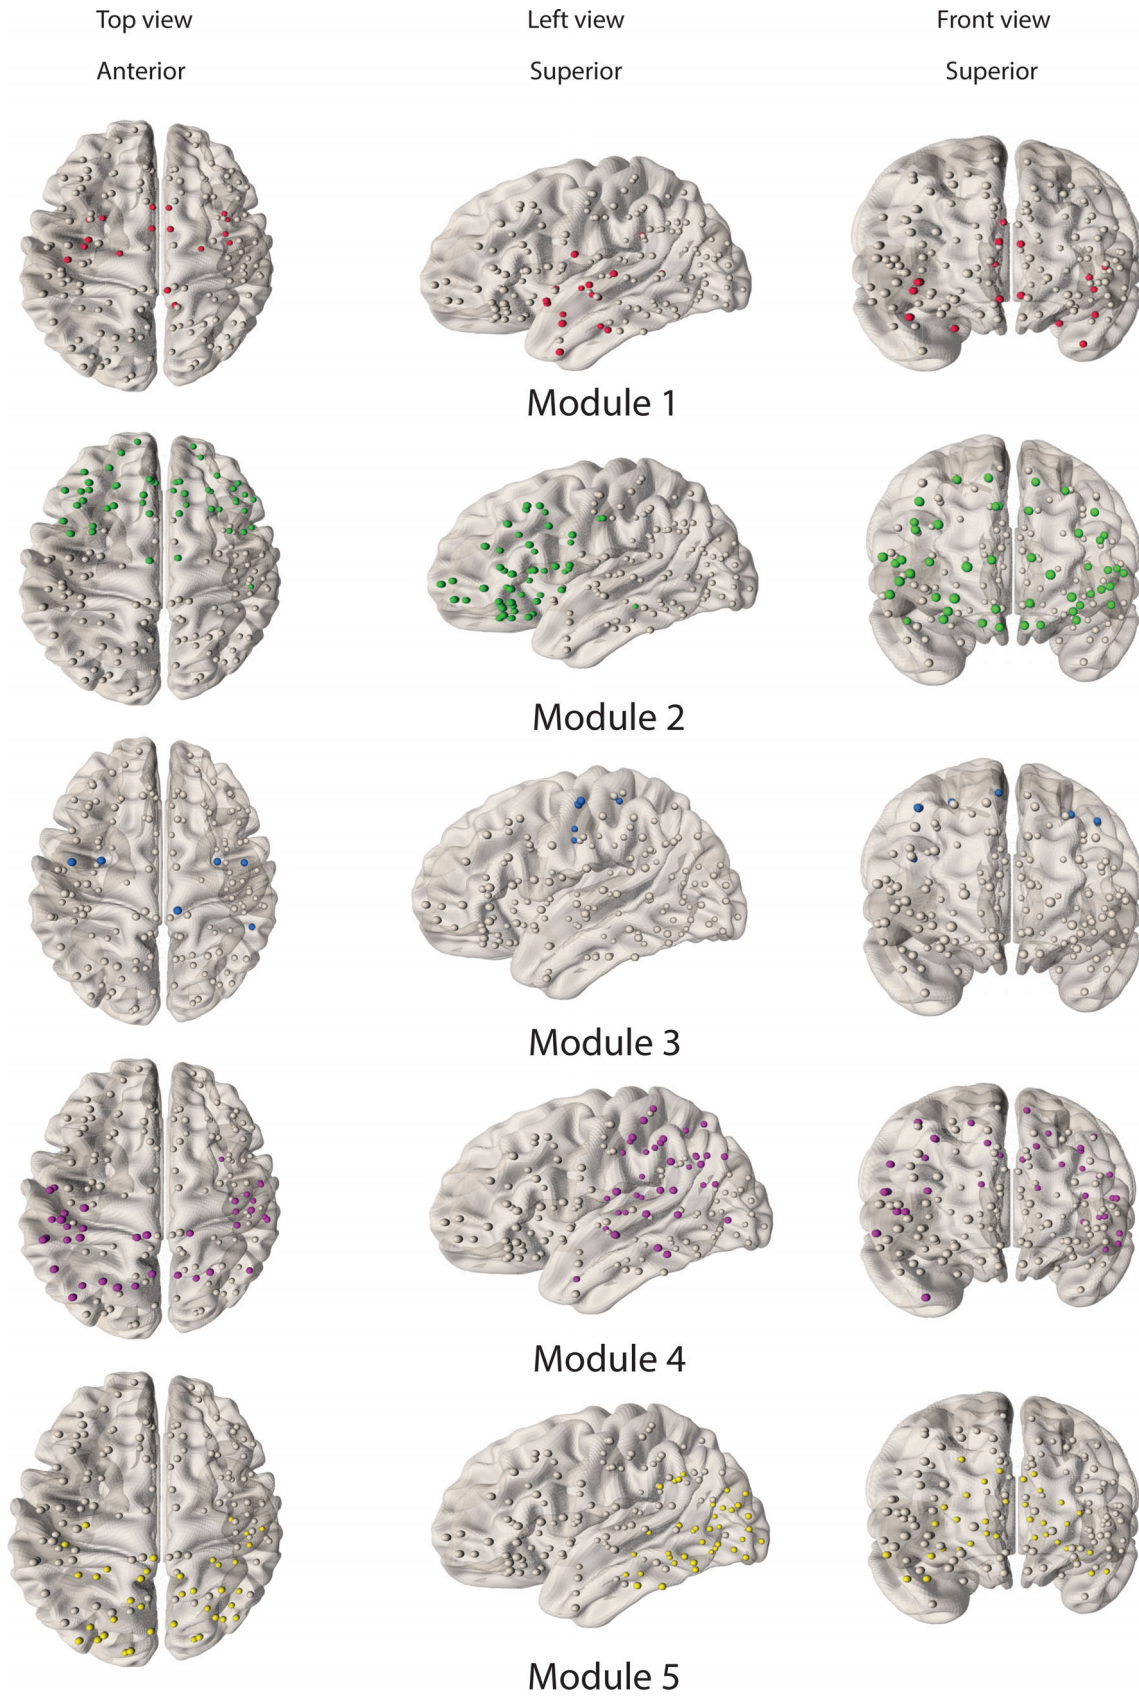 Top view
Left view
Front view
Anterior
Superior
Superior
Module 1
Module 2
Module 3
Module 4
Module 5